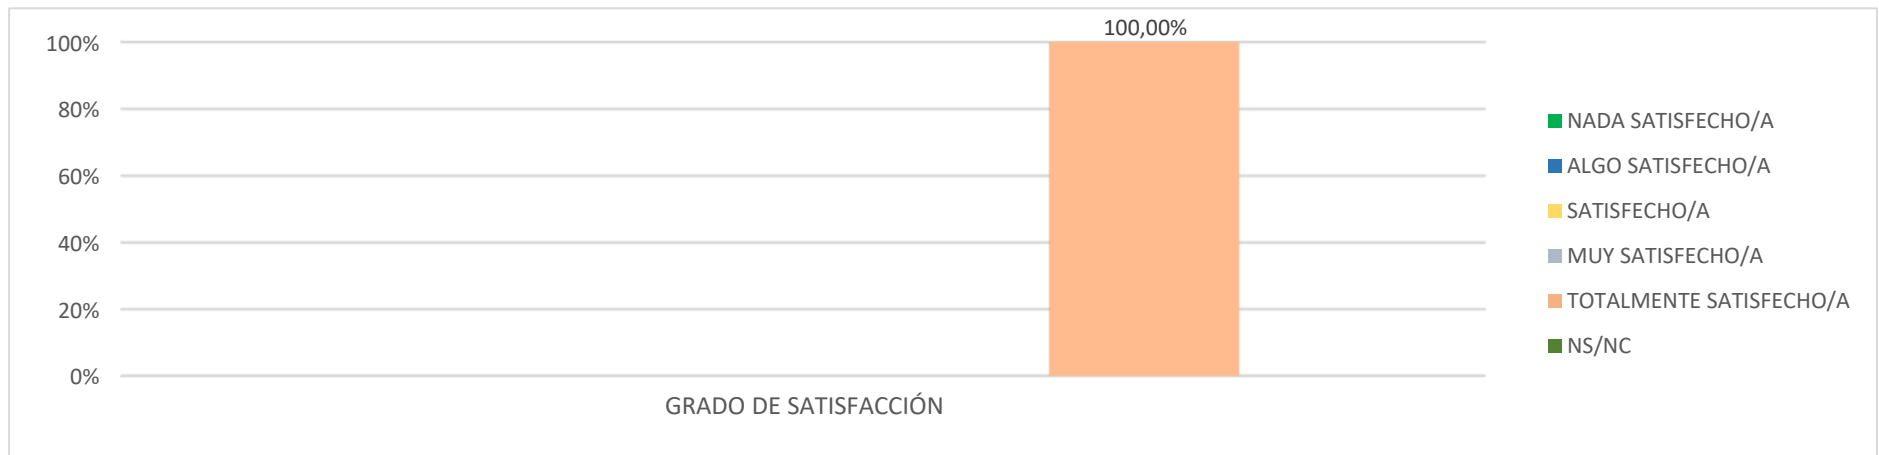 100,00%
100%
80%
60%
40%
20%
0%
GRADO DE SATISFACCIÓN
NADA SATISFECHO/A
ALGO SATISFECHO/A
SATISFECHO/A
MUY SATISFECHO/A
TOTALMENTE SATISFECHO/A
NS/NC